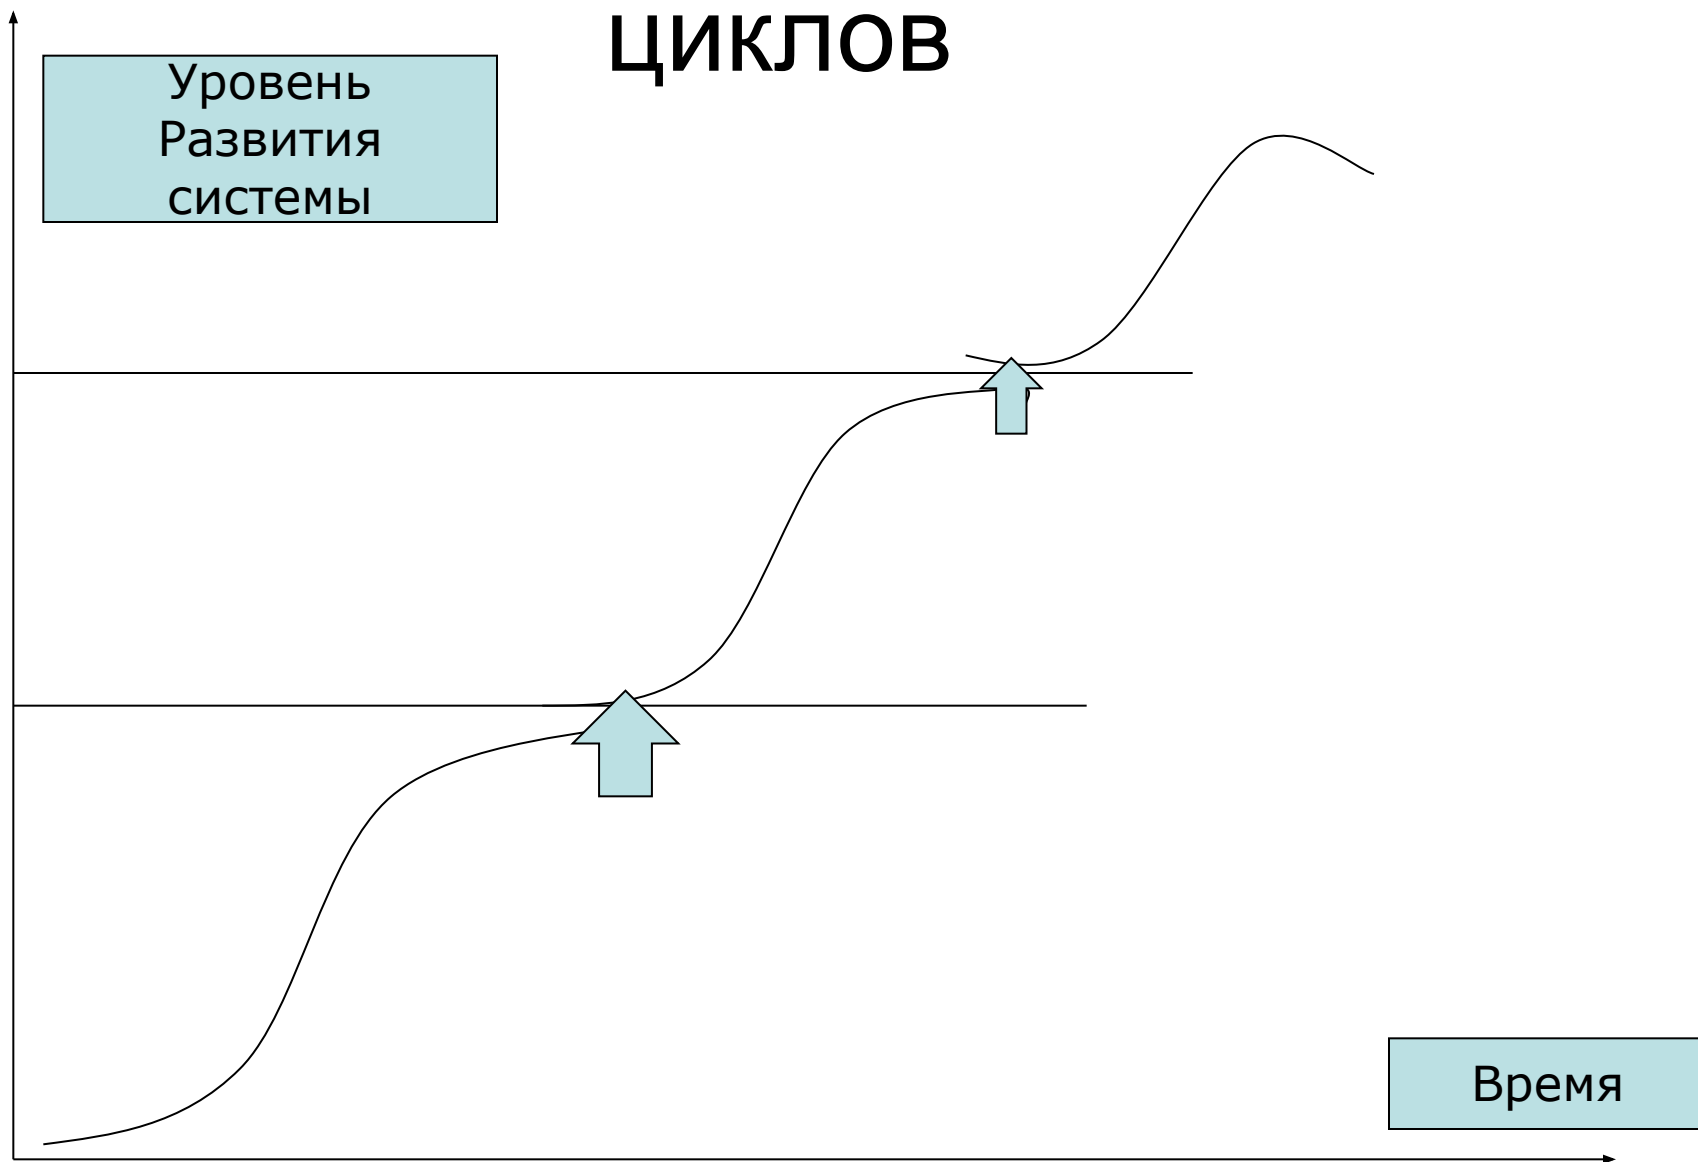 циклов
Уровень
Развития
системы
Время